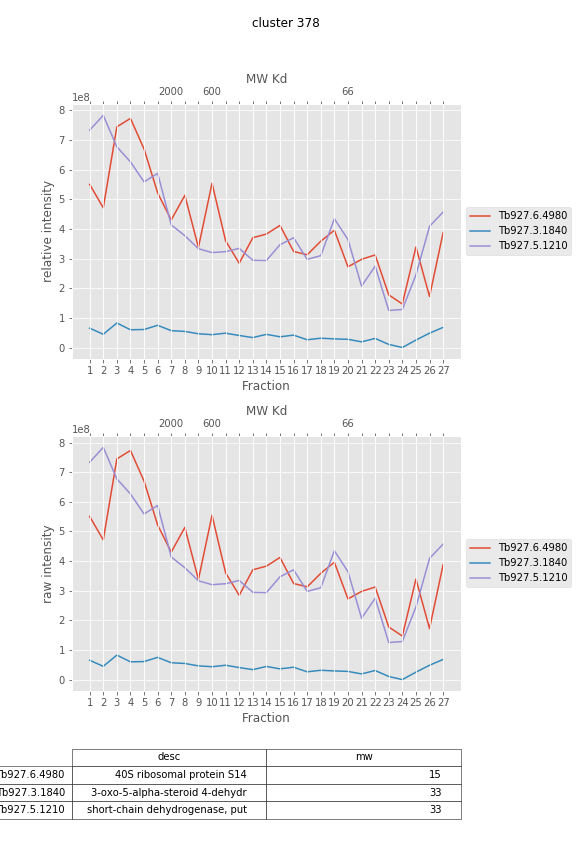 cluster 378
MW Kd
2000 600 66
1e8
8
7
6
5
4
3
2
1
0
relative intensity
1 2 3 4 5 6 7 8 9 10 11 12 13 14 15 16 17 18 19 20 21 22 23 24 25 26 27
Fraction
Tb927.6.4980
Tb927.3.1840
Tb927.5.1210
MW Kd
2000 600 66
1e8
8
7
6
5
4
3
2
1
0
raw intensity
1 2 3 4 5 6 7 8 9 10 11 12 13 14 15 16 17 18 19 20 21 22 23 24 25 26 27
Fraction
Tb927.6.4980
Tb927.3.1840
Tb927.5.1210
desc mw
b927.6.4980 40S ribosomal protein S14 15
b927.3.1840 3-oxo-5-alpha-steroid 4-dehydr 33
b927.5.1210 short-chain dehydrogenase, put 33